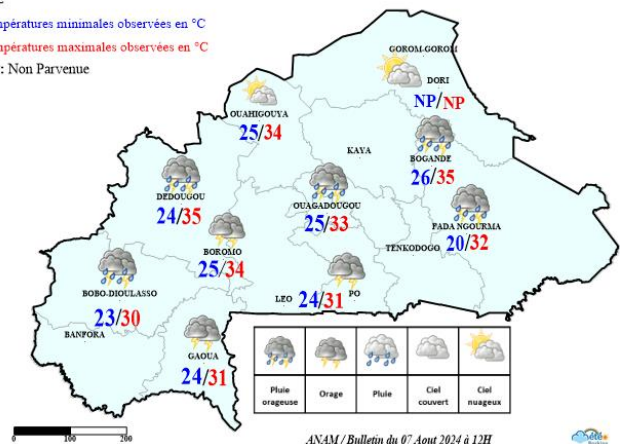 mpératures minimales observées en °C
mpératures maximales observées en °C
: Non Parvenue
GOROM-GOROM
DORI
NP/NP
OUAHIGOUYA
25/34
KAYA
BOGANDE
26/35
DEDOUGOU
24/35
OUAGADOUGOU
25/33
FADA NGOURMA
20/32
BOROMO
25/34
TENKODOGO
BOBO-DIOULASSO
23/30
LEO
24/31
PO
BANFORA
GAOUA
24/31
Pluie orageuse
Orage
Pluie
Ciel couvert
Ciel nuageux
100
200
ANAM / Bulletin du 07 Aout 2024 à 12H